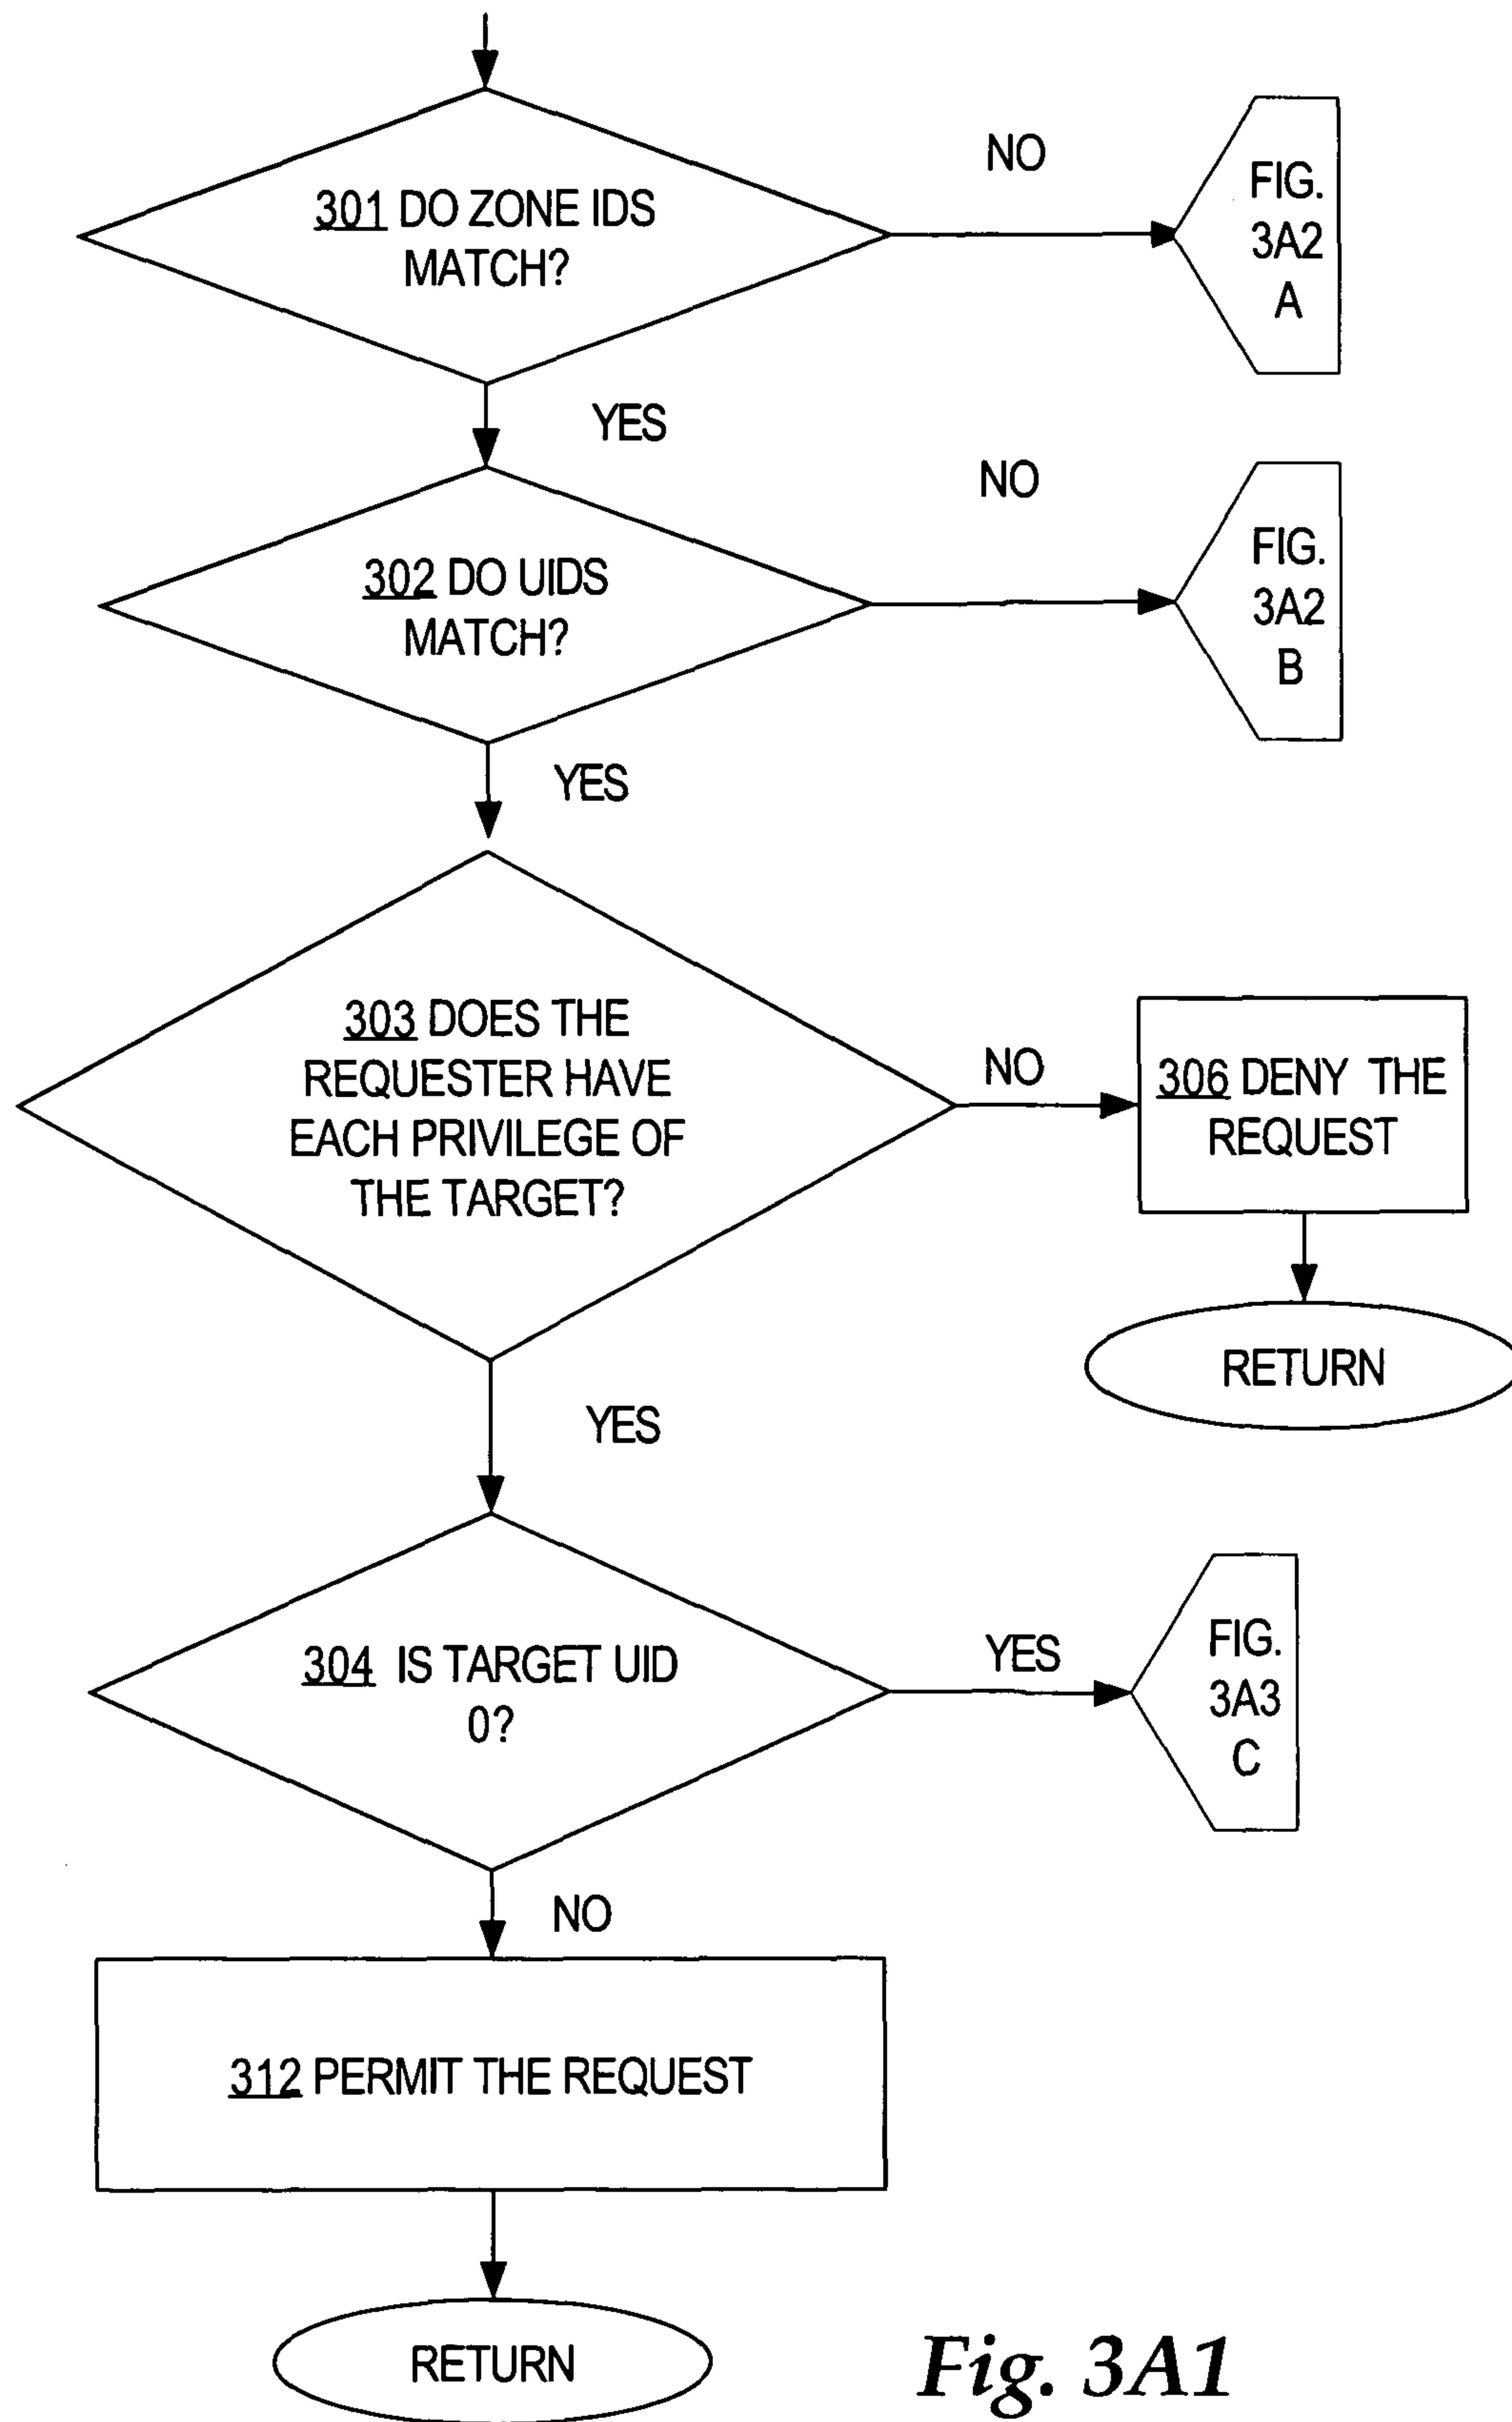 301 DO ZONE IDS
MATCH?
NO
FIG.
3A2
A
YES
302 DO UIDS
MATCH?
NO
FIG.
3A2
B
YES
303 DOES THE
REQUESTER HAVE
EACH PRIVILEGE OF
THE TARGET?
NO
306 DENY THE
REQUEST
RETURN
YES
304 IS TARGET UID
0?
YES
FIG.
3A3
C
NO
312 PERMIT THE REQUEST
RETURN
Fig. 3A1